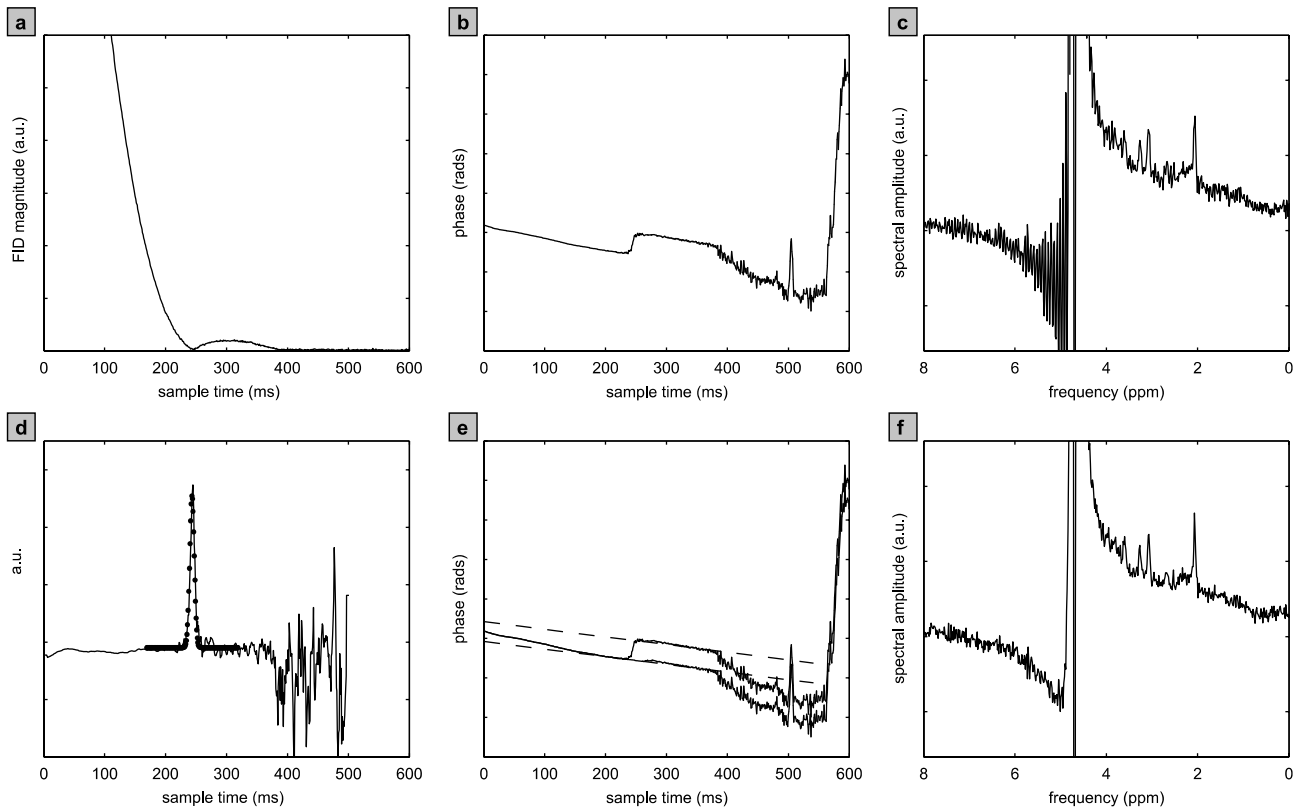 a
FID magnitude (a.u.)
0 100 200 300 400 500 600
sample time (ms)
b
phase (rads)
0 100 200 300 400 500 600
sample time (ms)
c
spectral amplitude (a.u.)
8 6 4 2 0
frequency (ppm)
d
a.u.
0 100 200 300 400 500 600
sample time (ms)
e
phase (rads)
0 100 200 300 400 500 600
sample time (ms)
f
spectral amplitude (a.u.)
8 6 4 2 0
frequency (ppm)